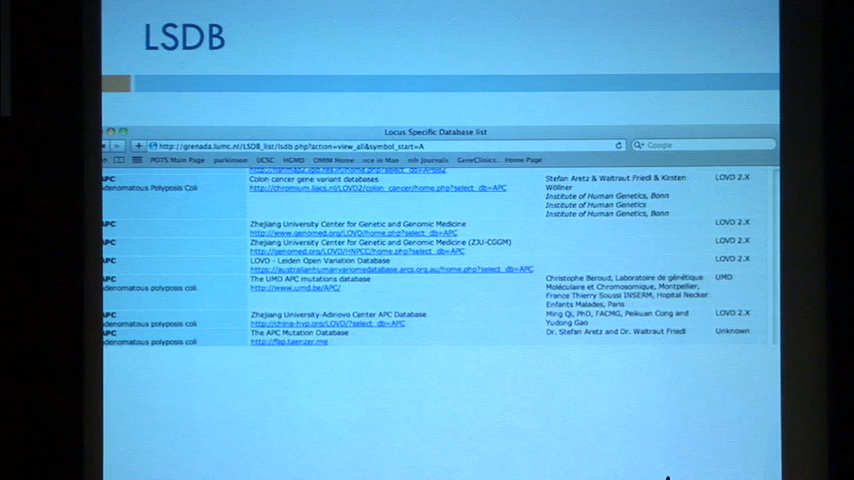 LSDB
Locus Specific Database list
http://grenada.lumc.nl/LSDB_list/lsdb.php?action=view_all&symbol_start=A
Google
POTS Main Page parkinson UCSC HGMD OMIM Home...nce in Man nih Journals GeneClinics... Home Page
APC Colon cancer gene variant databases Stefan Aretz & Waltraut Friedl & Kirsten LOVD 2.X
denomatous Polyposis Coli http://chromium.liacs.nl/LOVD2/colon_cancer/home.php?select_db=APC Wöllner
Institute of Human Genetics, Bonn
Institute of Human Genetics
Institute of Human Genetics, Bonn
APC Zhejiang University Center for Genetic and Genomic Medicine LOVD 2.X
http://www.genomed.org/LOVD/home.php?select_db=APC
APC Zhejiang University Center for Genetic and Genomic Medicine (ZJU-CGGM) LOVD 2.X
http://genomed.org/LOVD/HNPCC/home.php?select_db=APC
APC LOVD - Leiden Open Variation Database LOVD 2.X
https://australianhumanvariomedatabase.arcs.org.au/home.php?select_db=APC
APC The UMD APC mutations database Christophe Beroud, Laboratoire de génétique UMD
denomatous polyposis coli http://www.umd.be/APC/ Moléculaire et Chromosomique, Montpellier,
France Thierry Soussi INSERM, Hopital Necker
Enfants Malades, Paris
APC Zhejiang University-Adinovo Center APC Database Ming Qi, PhD, FACMG, Peikuan Cong and LOVD 2.X
denomatous polyposis coli http://china-hvp.org/LOVD/?select_db=APC Yudong Gao
APC The APC Mutation Database Dr. Stefan Aretz and Dr. Waltraut Friedl Unknown
denomatous polyposis coli http://fap.taenzer.me